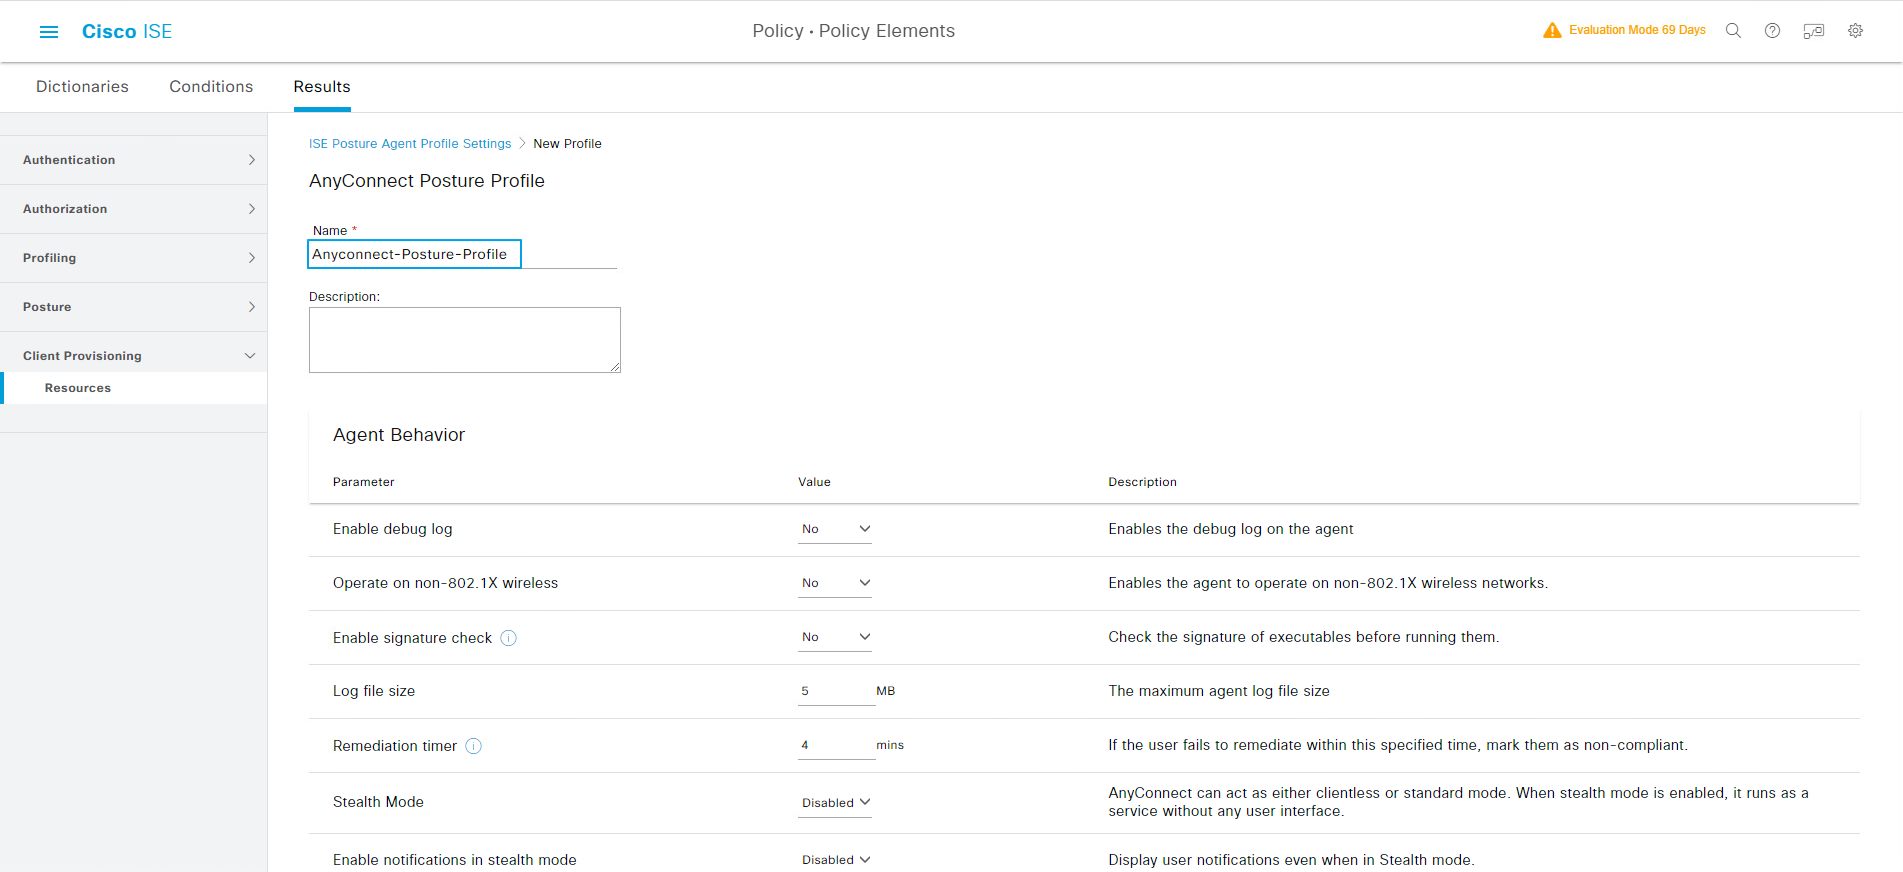 Cisco ISE
Policy · Policy Elements
Evaluation Mode 69 Days
Dictionaries Conditions Results
Authentication
Authorization
Profiling
Posture
Client Provisioning
Resources
ISE Posture Agent Profile Settings > New Profile
AnyConnect Posture Profile
Name *
Anyconnect-Posture-Profile
Description:
Agent Behavior
Parameter Value Description
Enable debug log No Enables the debug log on the agent
Operate on non-802.1X wireless No Enables the agent to operate on non-802.1X wireless networks.
Enable signature check No Check the signature of executables before running them.
Log file size 5 MB The maximum agent log file size
Remediation timer 4 mins If the user fails to remediate within this specified time, mark them as non-compliant.
Stealth Mode Disabled AnyConnect can act as either clientless or standard mode. When stealth mode is enabled, it runs as a
service without any user interface.
Enable notifications in stealth mode Disabled Display user notifications even when in Stealth mode.